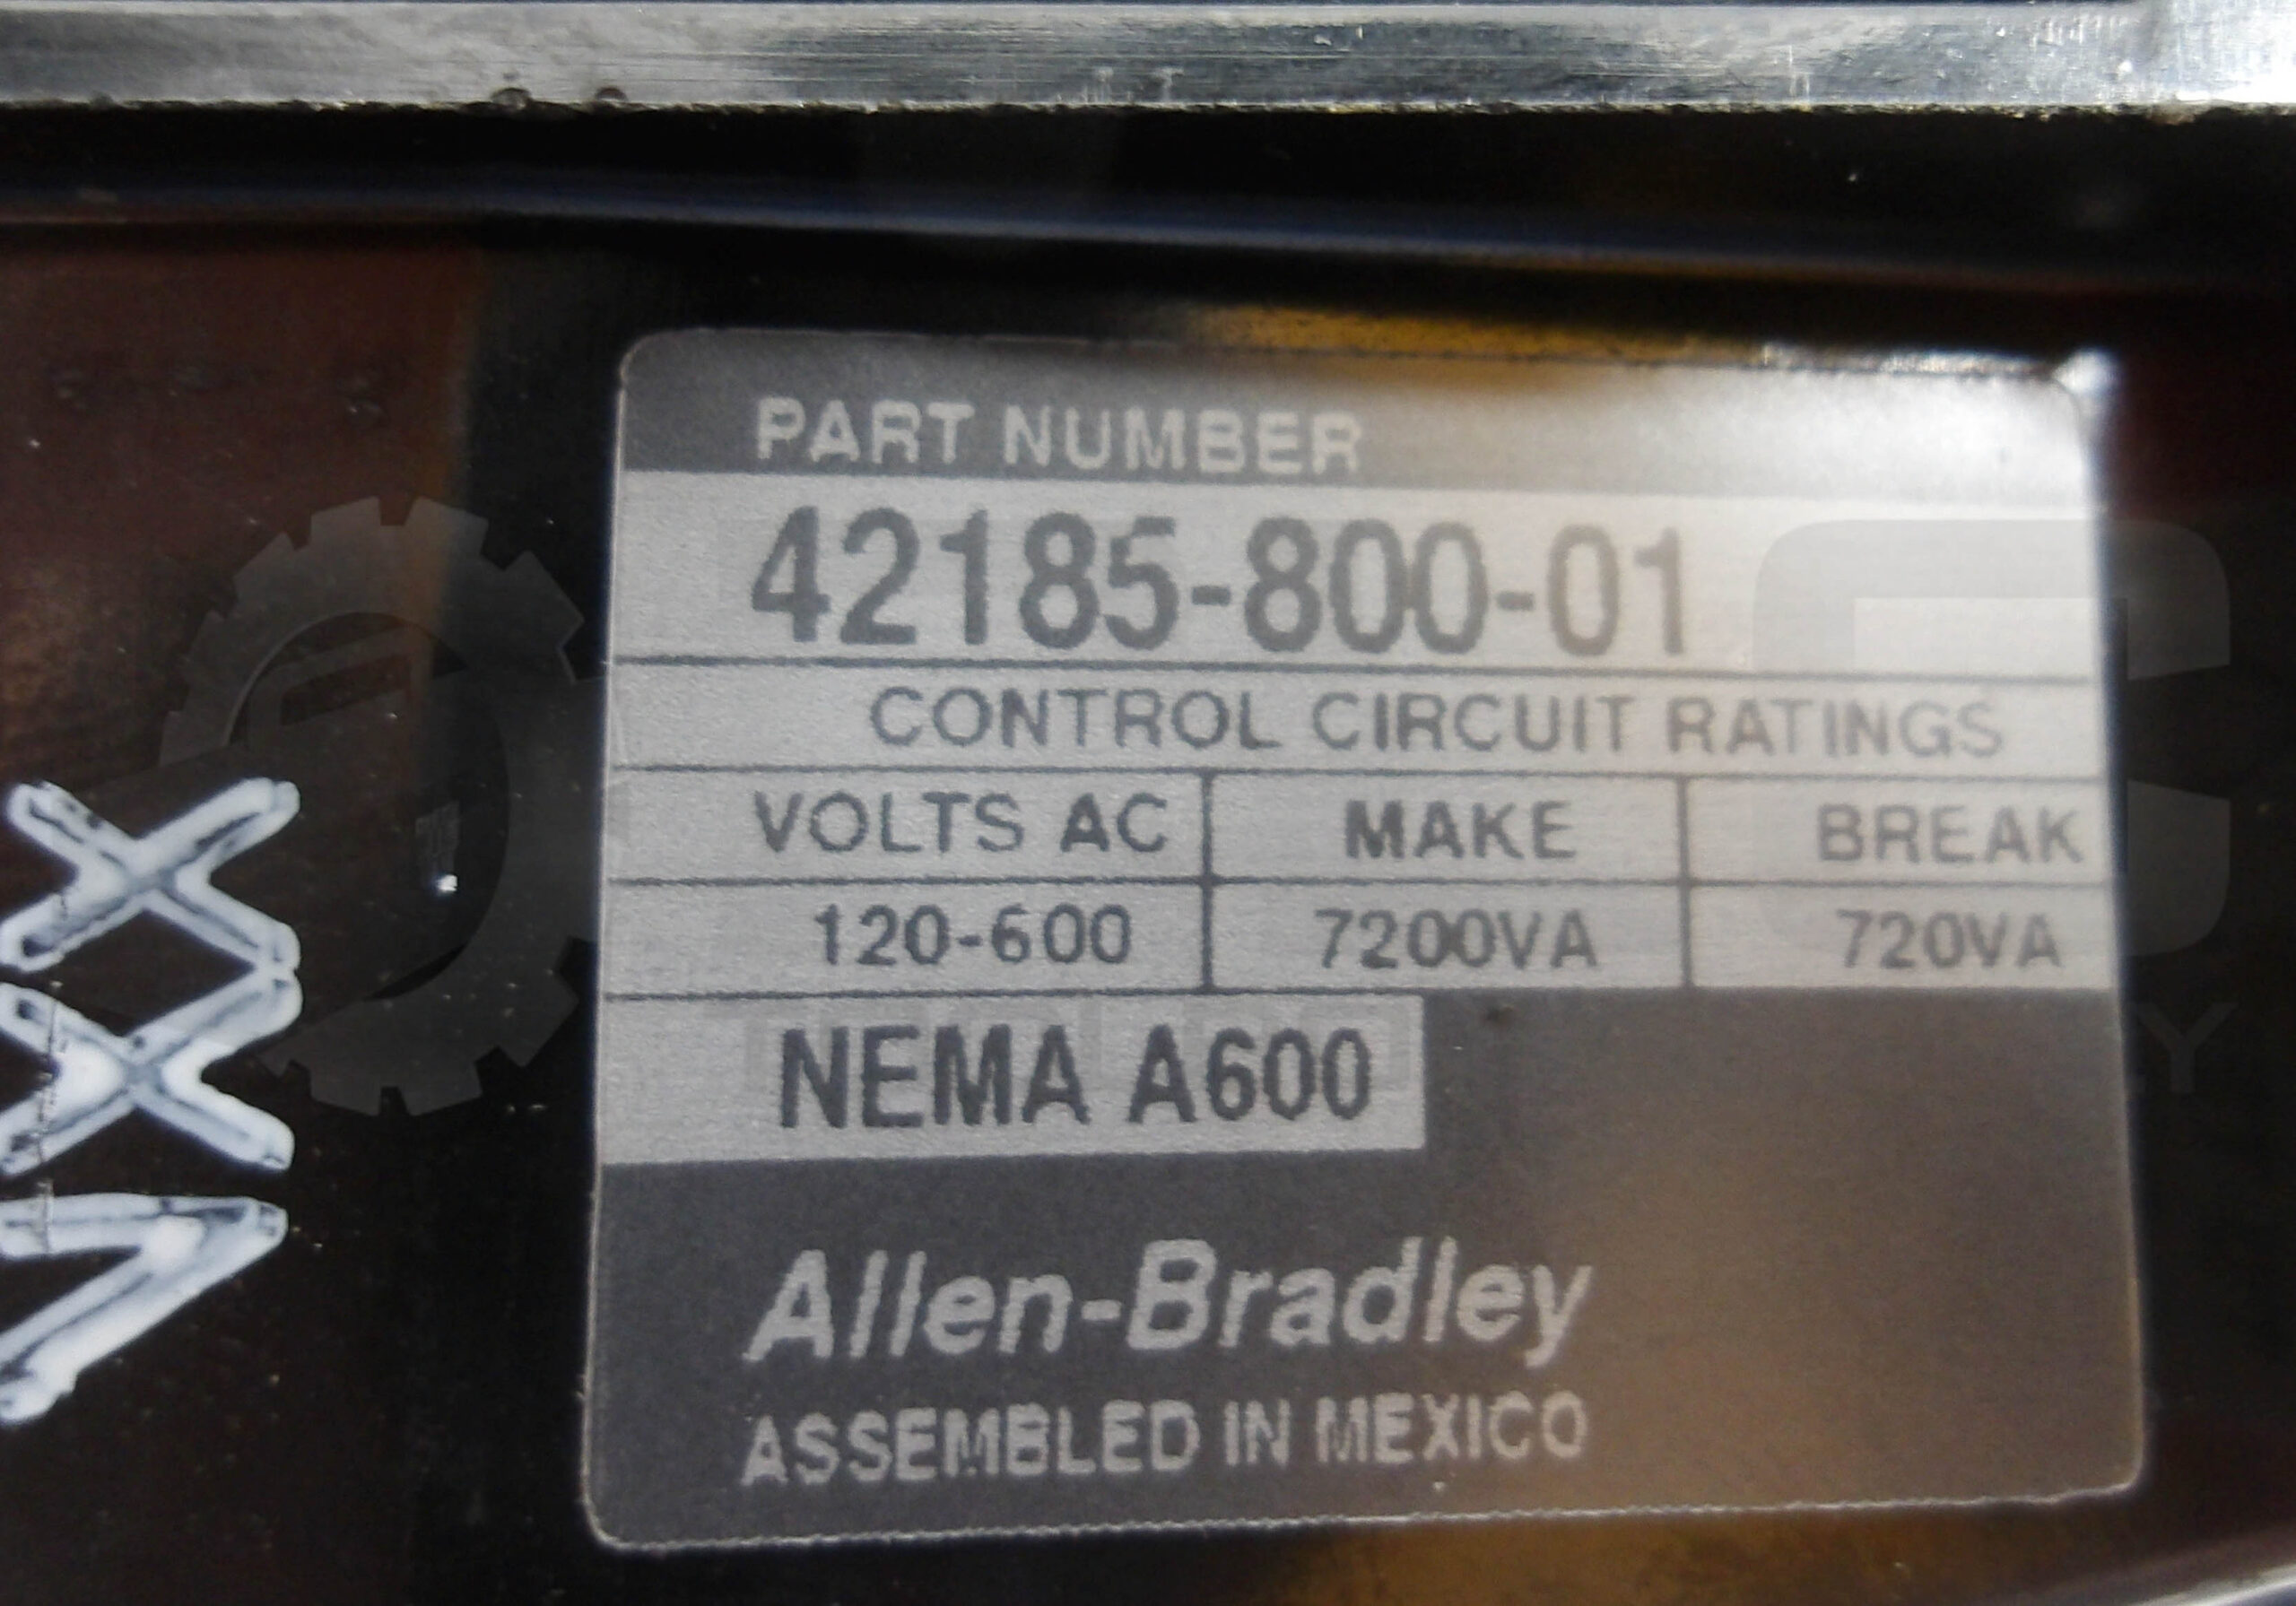 PART NUMBER
42185-800-01
CONTROL CIRCUIT RATINGS
VOLTS AC MAKE BREAK
120-600 7200VA 720VA
NEMA A600
Allen-Bradley
ASSEMBLED IN MEXICO